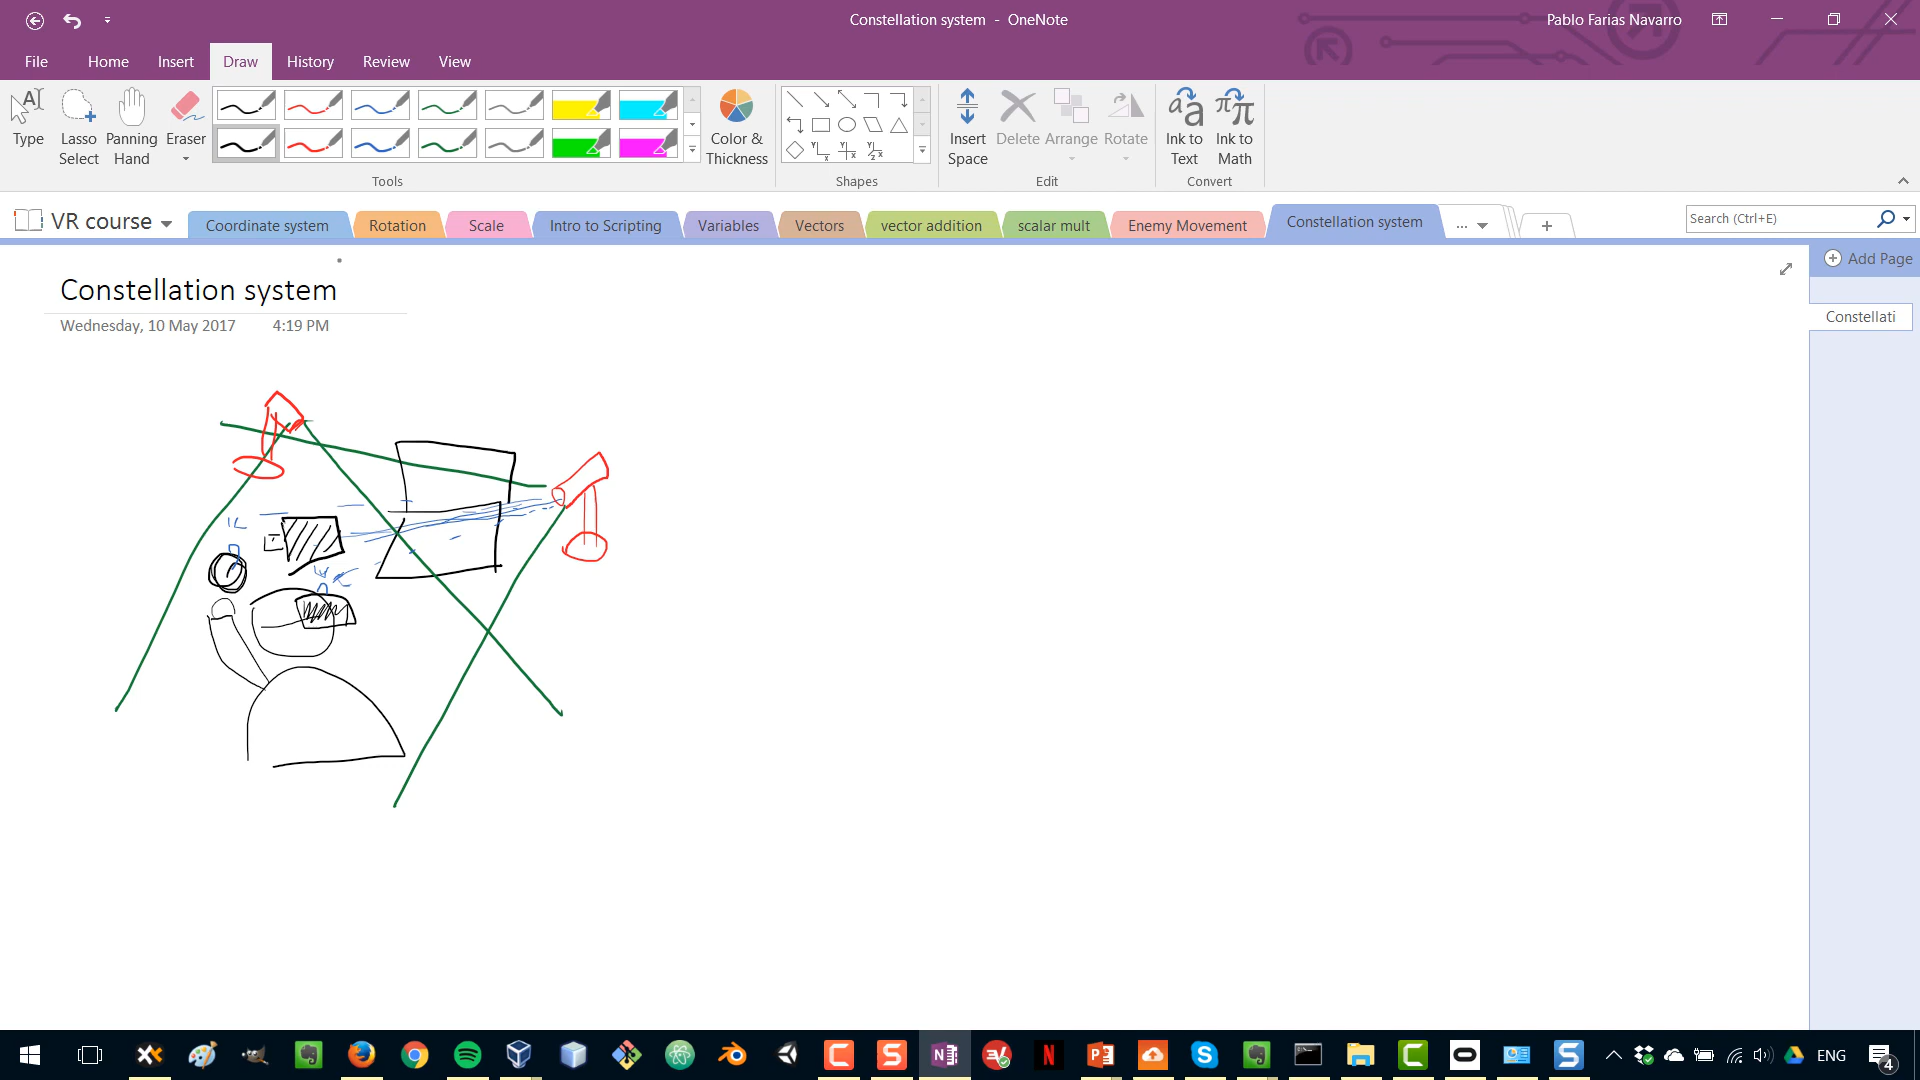 Constellation system - OneNote
Pablo Farias Navarro
File Home Insert Draw History Review View
Type
Lasso Select
Panning Hand
Eraser
Color & Thickness
Insert Space
Delete
Arrange
Rotate
Ink to Text
Ink to Math
Tools
Shapes
Edit
Convert
VR course
Coordinate system
Rotation
Scale
Intro to Scripting
Variables
Vectors
vector addition
scalar mult
Enemy Movement
Constellation system
...
Search (Ctrl+E)
Add Page
Constellation system
Constellati
Wednesday, 10 May 2017 4:19 PM
ENG
4